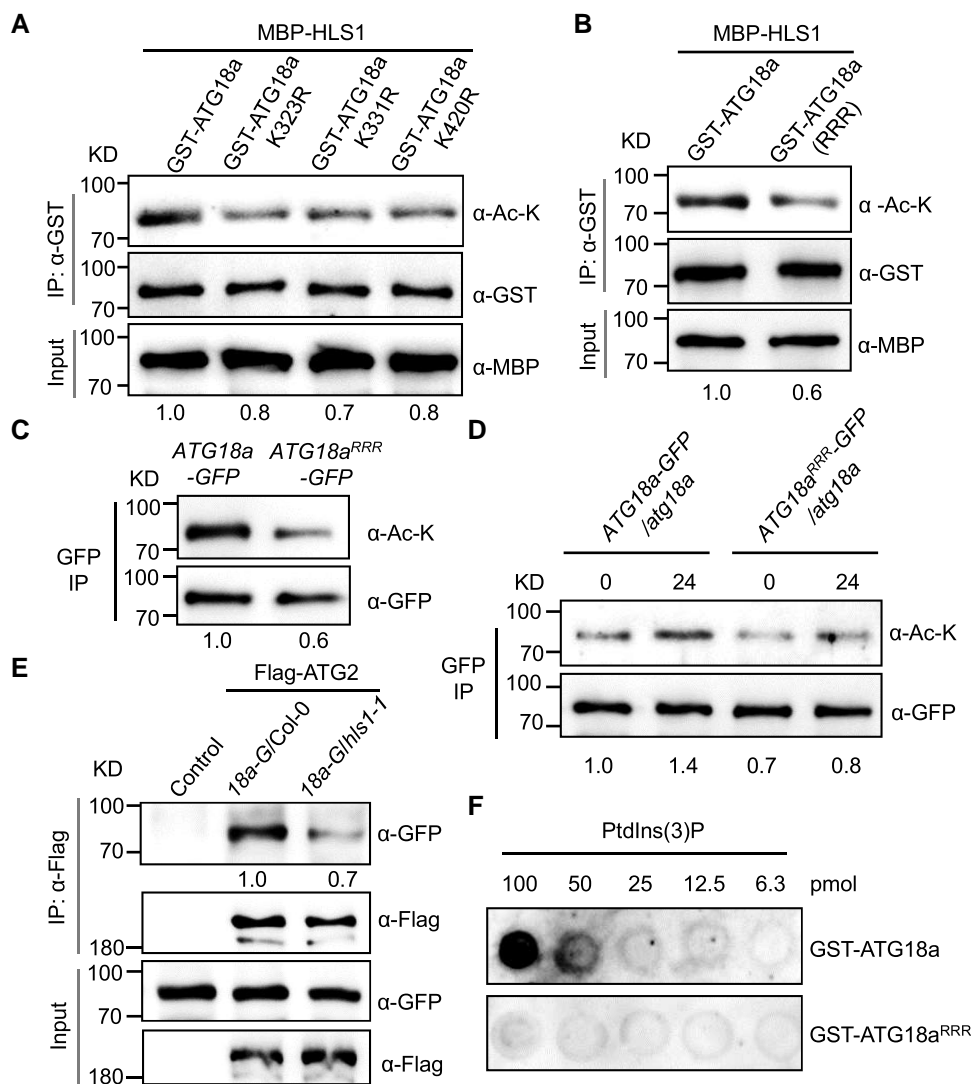 A
MBP-HLS1
GST-ATG18a
GST-ATG18a K323R
GST-ATG18a K331R
GST-ATG18a K420R
KD
IP: α-GST
100
70
α-Ac-K
100
70
α-GST
Input
100
70
α-MBP
1.0 0.8 0.7 0.8
B
MBP-HLS1
GST-ATG18a
GST-ATG18a (RRR)
KD
IP: α-GST
100
70
α -Ac-K
100
70
α-GST
Input
100
70
α-MBP
1.0 0.6
C
ATG18a -GFP
ATG18aRRR -GFP
KD
GFP IP
100
70
α-Ac-K
100
70
α-GFP
1.0 0.6
D
ATG18a-GFP /atg18a
ATG18aRRR-GFP /atg18a
KD 0 24 0 24
GFP IP
100
70
α-Ac-K
100
70
α-GFP
1.0 1.4 0.7 0.8
E
Flag-ATG2
Control
18a-G/Col-0
18a-G/hls1-1
KD
IP: α-Flag
100
70
α-GFP
1.0 0.7
180
α-Flag
Input
100
70
α-GFP
180
α-Flag
F
PtdIns(3)P
100 50 25 12.5 6.3 pmol
GST-ATG18a
GST-ATG18aRRR